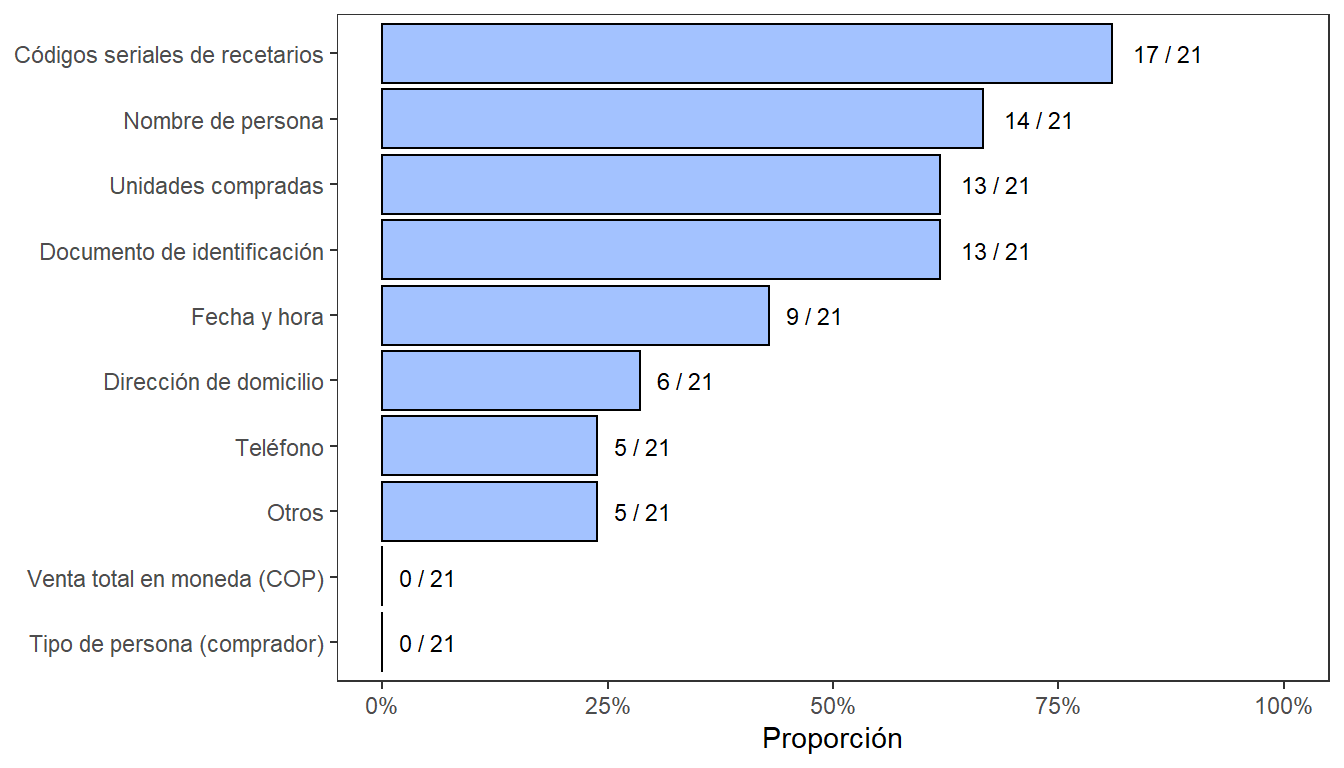 Códigos seriales de recetarios 17 / 21
Nombre de persona 14 / 21
Unidades compradas 13 / 21
Documento de identificación 13 / 21
Fecha y hora 9 / 21
Dirección de domicilio 6 / 21
Teléfono 5 / 21
Otros 5 / 21
Venta total en moneda (COP) 0 / 21
Tipo de persona (comprador) 0 / 21
0% 25% 50% 75% 100%
Proporción